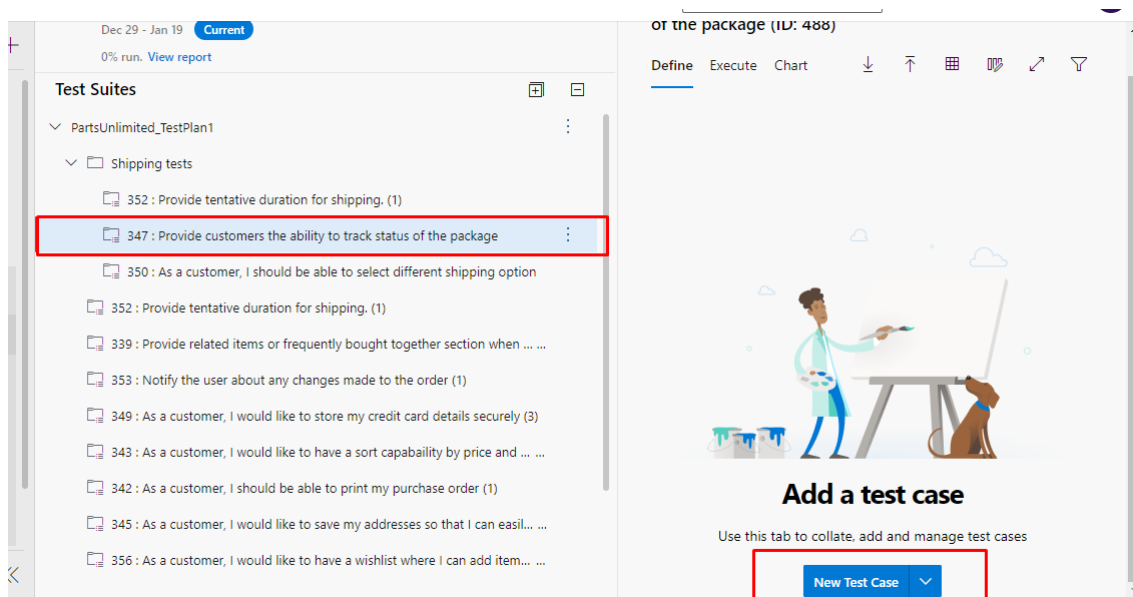 Dec 29 - Jan 19 Current
0% run. View report
Test Suites
PartsUnlimited_TestPlan1
Shipping tests
352 : Provide tentative duration for shipping. (1)
347 : Provide customers the ability to track status of the package
350 : As a customer, I should be able to select different shipping option
352 : Provide tentative duration for shipping. (1)
339 : Provide related items or frequently bought together section when ... ...
353 : Notify the user about any changes made to the order (1)
349 : As a customer, I would like to store my credit card details securely (3)
343 : As a customer, I would like to have a sort capabaility by price and ... ...
342 : As a customer, I should be able to print my purchase order (1)
345 : As a customer, I would like to save my addresses so that I can easil... ...
356 : As a customer, I would like to have a wishlist where I can add item... ...
of the package (ID: 488)
Define Execute Chart
Add a test case
Use this tab to collate, add and manage test cases
New Test Case